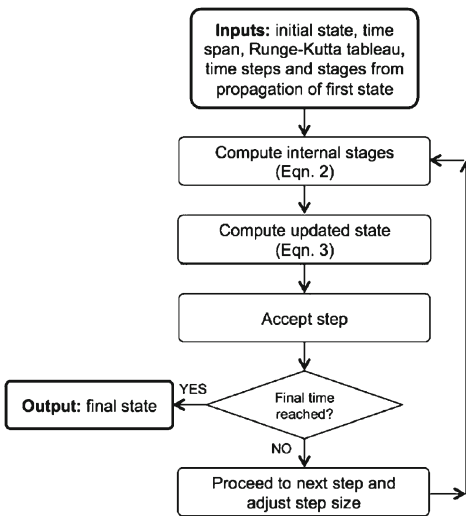 Inputs: initial state, time
span, Runge-Kutta tableau,
time steps and stages from
propagation of first state
Compute internal stages
(Eqn. 2)
Compute updated state
(Eqn. 3)
Accept step
YES
Output: final state
Final time
reached?
NO
Proceed to next step and
adjust step size